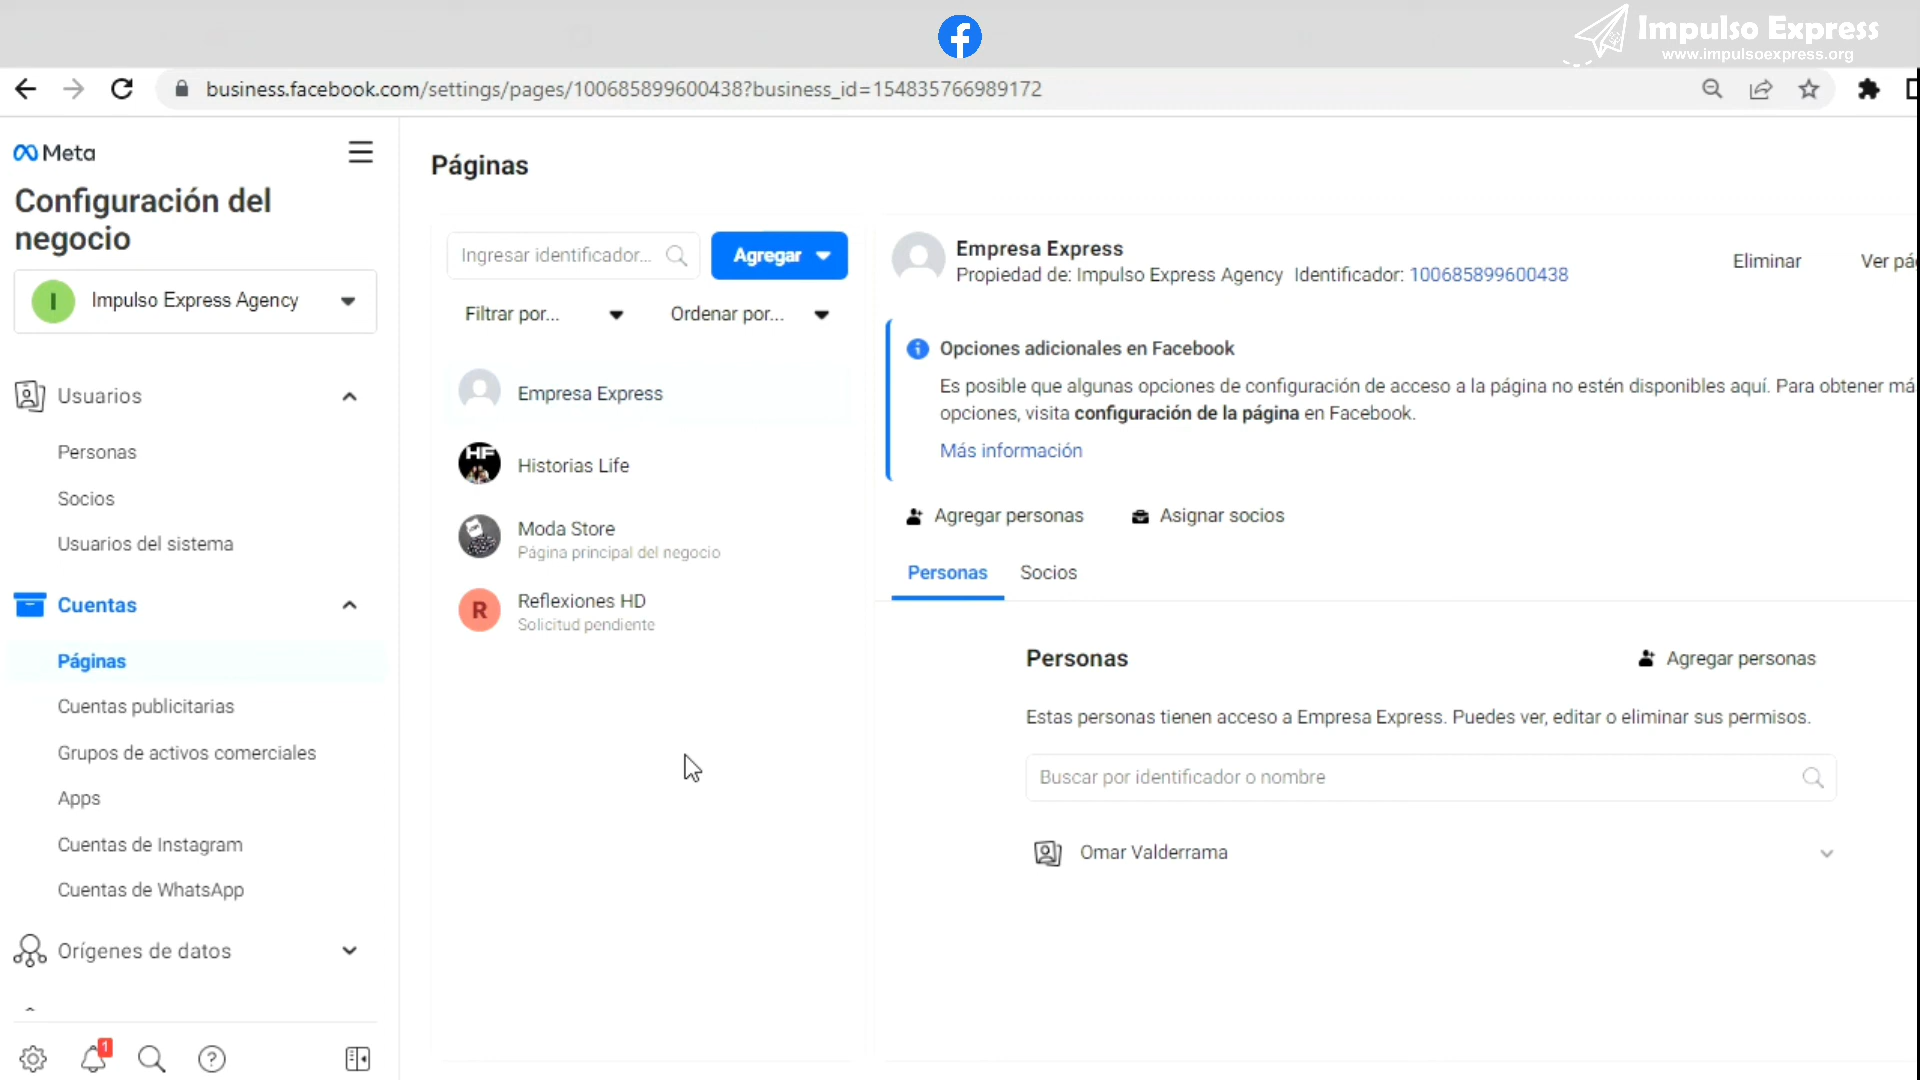 Impulso Express
www.impulsoexpress.org
business.facebook.com/settings/pages/100685899600438?business_id=154835766989172
Meta
Configuración del
negocio
I
Impulso Express Agency
Usuarios
Personas
Socios
Usuarios del sistema
Cuentas
Páginas
Cuentas publicitarias
Grupos de activos comerciales
Apps
Cuentas de Instagram
Cuentas de WhatsApp
Orígenes de datos
1
Páginas
Ingresar identificador...
Agregar
Filtrar por...
Ordenar por...
Empresa Express
HF
Historias Life
Moda Store
Página principal del negocio
R
Reflexiones HD
Solicitud pendiente
Empresa Express
Propiedad de: Impulso Express Agency Identificador: 100685899600438
Eliminar
Ver pá
Opciones adicionales en Facebook
Es posible que algunas opciones de configuración de acceso a la página no estén disponibles aquí. Para obtener má
opciones, visita configuración de la página en Facebook.
Más información
Agregar personas
Asignar socios
Personas
Socios
Personas
Agregar personas
Estas personas tienen acceso a Empresa Express. Puedes ver, editar o eliminar sus permisos.
Buscar por identificador o nombre
Omar Valderrama